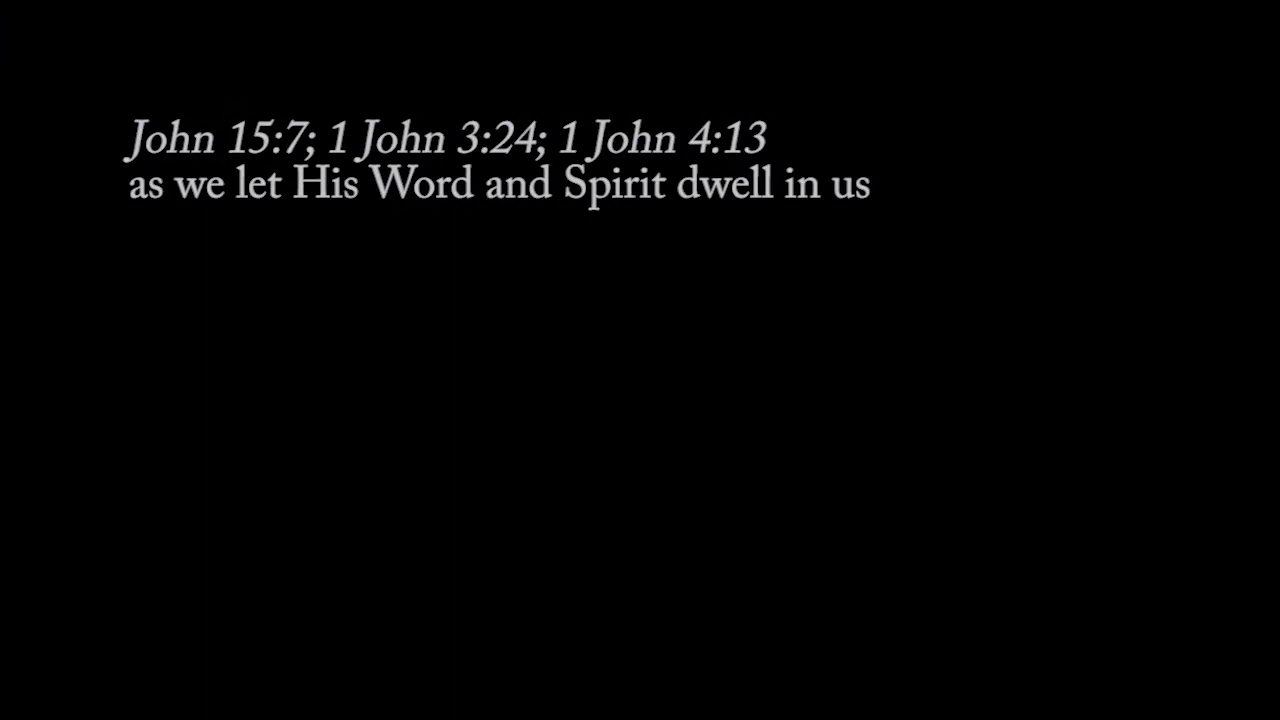 John 15:7; 1 John 3:24; 1 John 4:13
as we let His Word and Spirit dwell in us